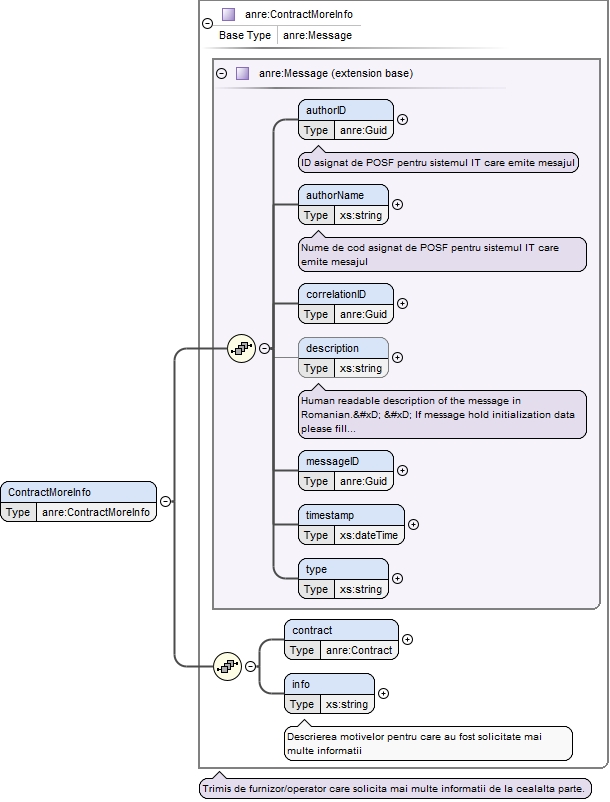 anre:ContractMoreInfo
Base Type anre:Message
anre:Message (extension base)
authorID
Type anre:Guid
ID asignat de POSF pentru sistemul IT care emite mesajul
authorName
Type xs:string
Nume de cod asignat de POSF pentru sistemul IT care
emite mesajul
correlationID
Type anre:Guid
description
Type xs:string
Human readable description of the message in
Romanian.&#xD; &#xD; If message hold initialization data
please fill...
messageID
Type anre:Guid
timestamp
Type xs:dateTime
type
Type xs:string
ContractMoreInfo
Type anre:ContractMoreInfo
contract
Type anre:Contract
info
Type xs:string
Descrierea motivelor pentru care au fost solicitate mai
multe informatii
Trimis de furnizor/operator care solicita mai multe informatii de la cealalta parte.